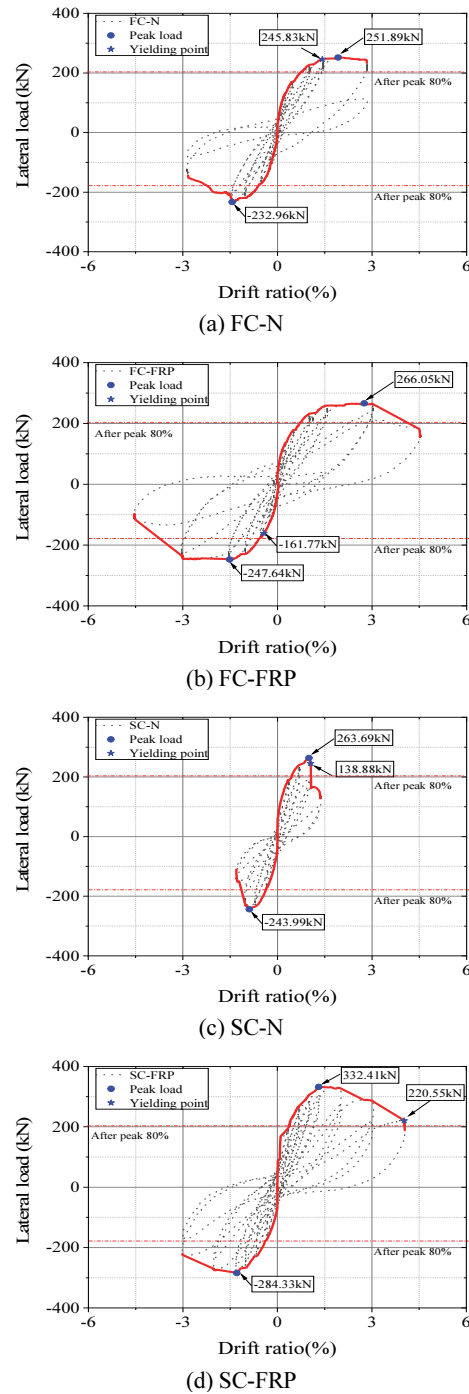 400
FC-N
Peak load
Yielding point
245.83kN
251.89kN
200
After peak 80%
0
-200
After peak 80%
-232.96kN
-400
-6
-3
0
3
6
Lateral load (kN)
Drift ratio(%)
(a) FC-N
400
FC-FRP
Peak load
Yielding point
266.05kN
200
After peak 80%
0
-200
After peak 80%
-161.77kN
-247.64kN
-400
-6
-3
0
3
6
Lateral load (kN)
Drift ratio(%)
(b) FC-FRP
400
SC-N
Peak load
Yielding point
263.69kN
138.88kN
200
After peak 80%
0
-200
After peak 80%
-243.99kN
-400
-6
-3
0
3
6
Lateral load (kN)
Drift ratio(%)
(c) SC-N
400
SC-FRP
Peak load
Yielding point
332.41kN
220.55kN
200
After peak 80%
0
-200
After peak 80%
-284.33kN
-400
-6
-3
0
3
6
Lateral load (kN)
Drift ratio(%)
(d) SC-FRP